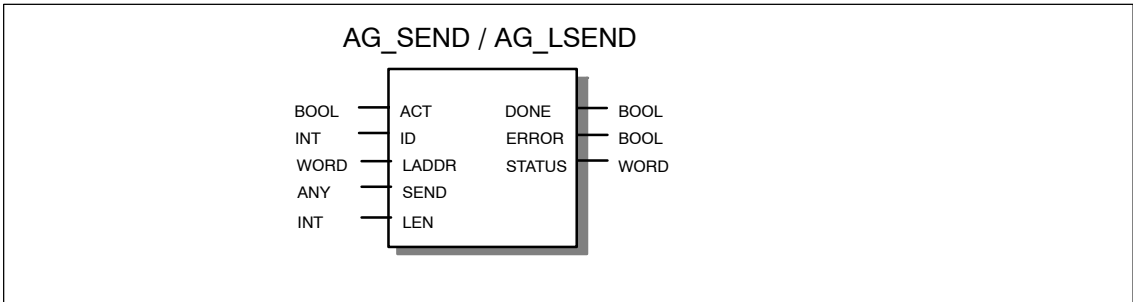 AG_SEND / AG_LSEND
BOOL ACT DONE BOOL
INT ID ERROR BOOL
WORD LADDR STATUS WORD
ANY SEND
INT LEN